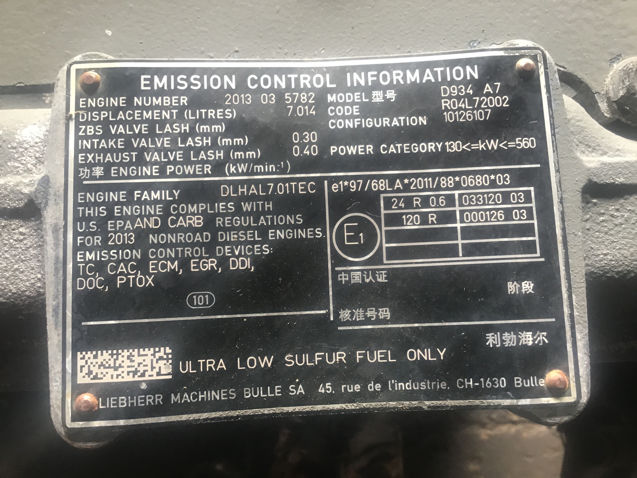 EMISSION CONTROL INFORMATION
ENGINE NUMBER 2013 03 5782
DISPLACEMENT (LITRES) 7.014
ZBS VALVE LASH (mm)
INTAKE VALVE LASH (mm) 0.30
EXHAUST VALVE LASH (mm) 0.40
功率 ENGINE POWER (kW/min.-¹)
MODEL 型号 D934 A7
CODE R04L72002
CONFIGURATION 10126107
POWER CATEGORY 130<=kW<=560
ENGINE FAMILY DLHAL7.01TEC
THIS ENGINE COMPLIES WITH
U.S. EPA AND CARB REGULATIONS
FOR 2013 NONROAD DIESEL ENGINES.
EMISSION CONTROL DEVICES:
TC, CAC, ECM, EGR, DDI,
DOC, PTOX
101
e1*97/68LA*2011/88*0680*03
E1
24 R 0.6 033120 03
120 R 000126 03
中国认证
阶段
核准号码
利勃海尔
ULTRA LOW SULFUR FUEL ONLY
LIEBHERR MACHINES BULLE SA 45, rue de l'industrie, CH-1630 Bulle